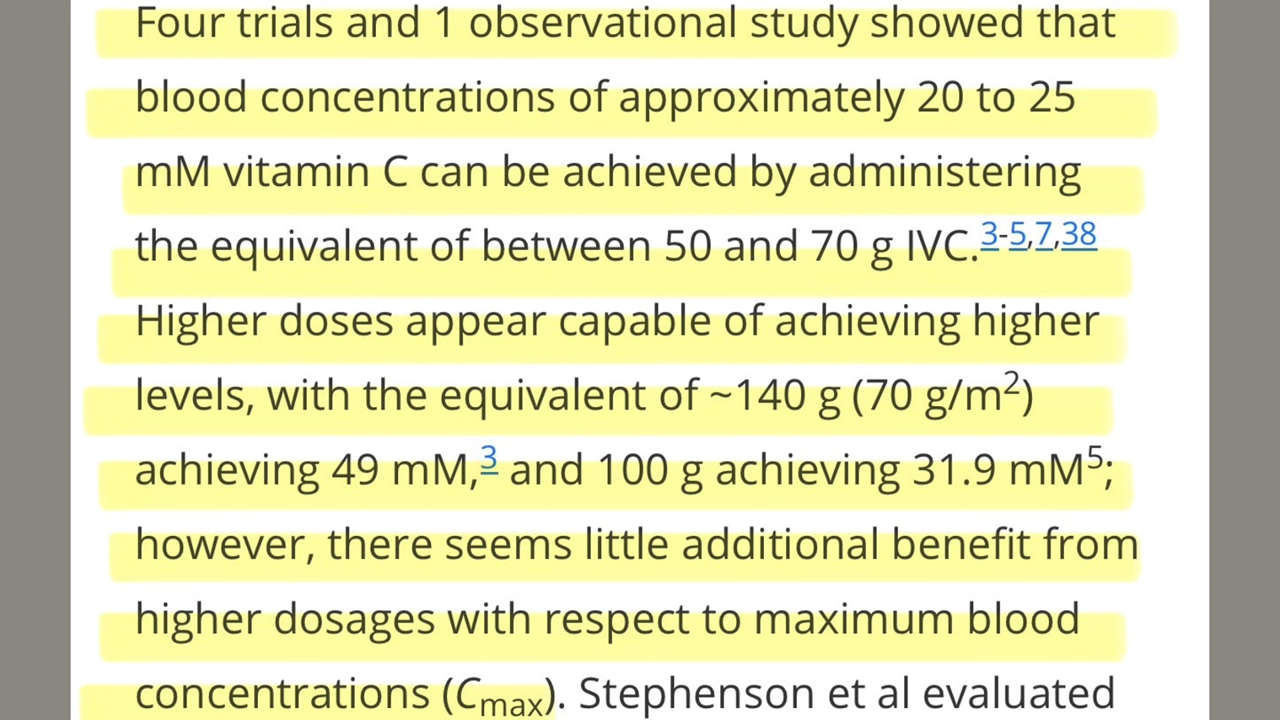 Four trials and 1 observational study showed that
blood concentrations of approximately 20 to 25
mM vitamin C can be achieved by administering
the equivalent of between 50 and 70 g IVC.3-5,7,38
Higher doses appear capable of achieving higher
levels, with the equivalent of ~140 g (70 g/m2)
achieving 49 mM,3 and 100 g achieving 31.9 mM5;
however, there seems little additional benefit from
higher dosages with respect to maximum blood
concentrations (Cmax). Stephenson et al evaluated